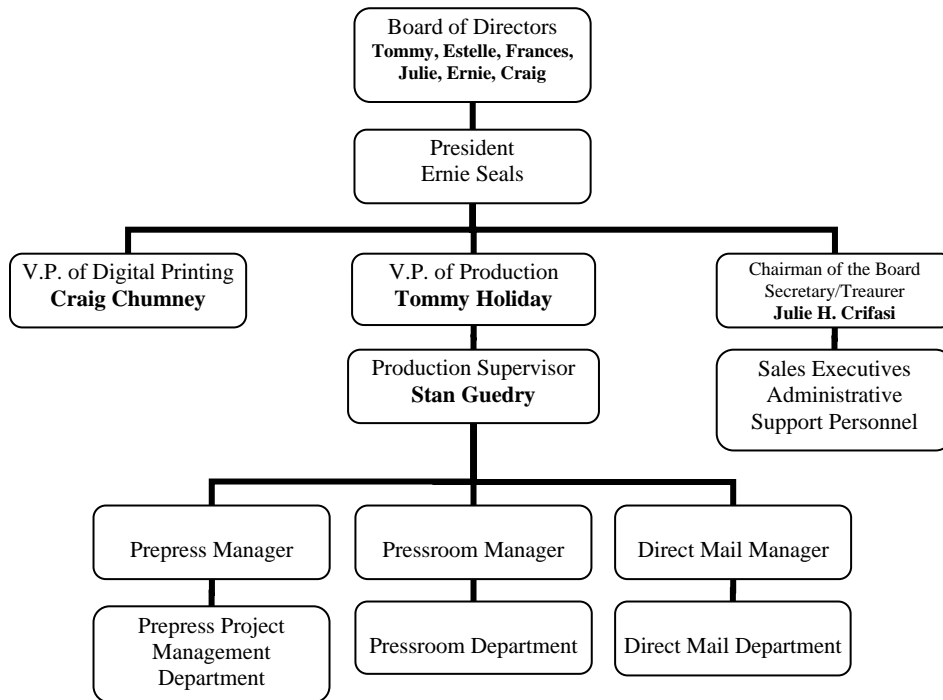 Board of Directors
Tommy, Estelle, Frances,
Julie, Ernie, Craig
President
Ernie Seals
V.P. of Digital Printing
Craig Chumney
V.P. of Production
Tommy Holiday
Chairman of the Board
Secretary/Treaurer
Julie H. Crifasi
Production Supervisor
Stan Guedry
Sales Executives
Administrative
Support Personnel
Prepress Manager
Pressroom Manager
Direct Mail Manager
Prepress Project
Management
Department
Pressroom Department
Direct Mail Department